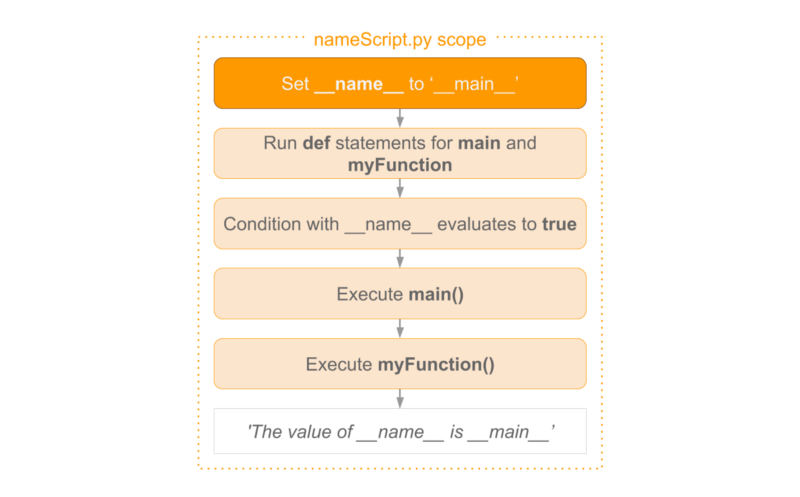 nameScript.py scope
Set __name__ to ‘__main__’
Run def statements for main and
myFunction
Condition with __name__ evaluates to true
Execute main()
Execute myFunction()
'The value of __name__ is __main__’